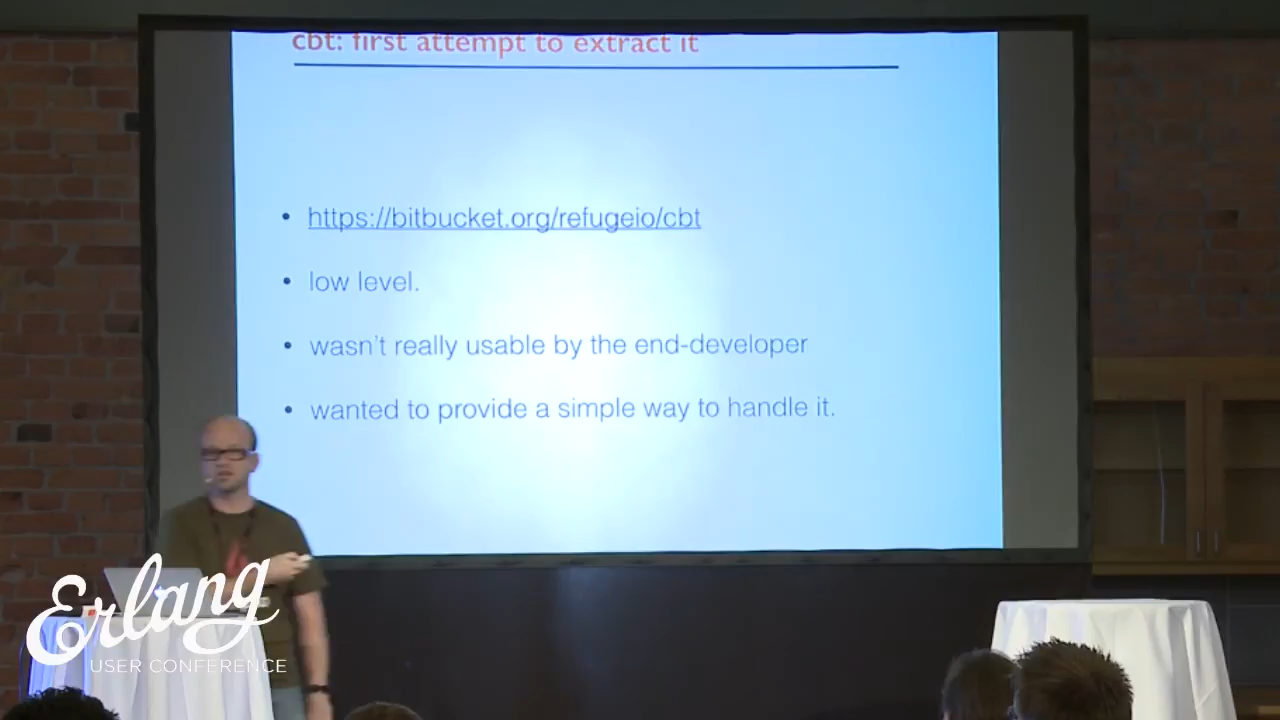 cbt: first attempt to extract it
https://bitbucket.org/refugeio/cbt
low level.
wasn't really usable by the end-developer
wanted to provide a simple way to handle it.
Erlang
USER CONFERENCE